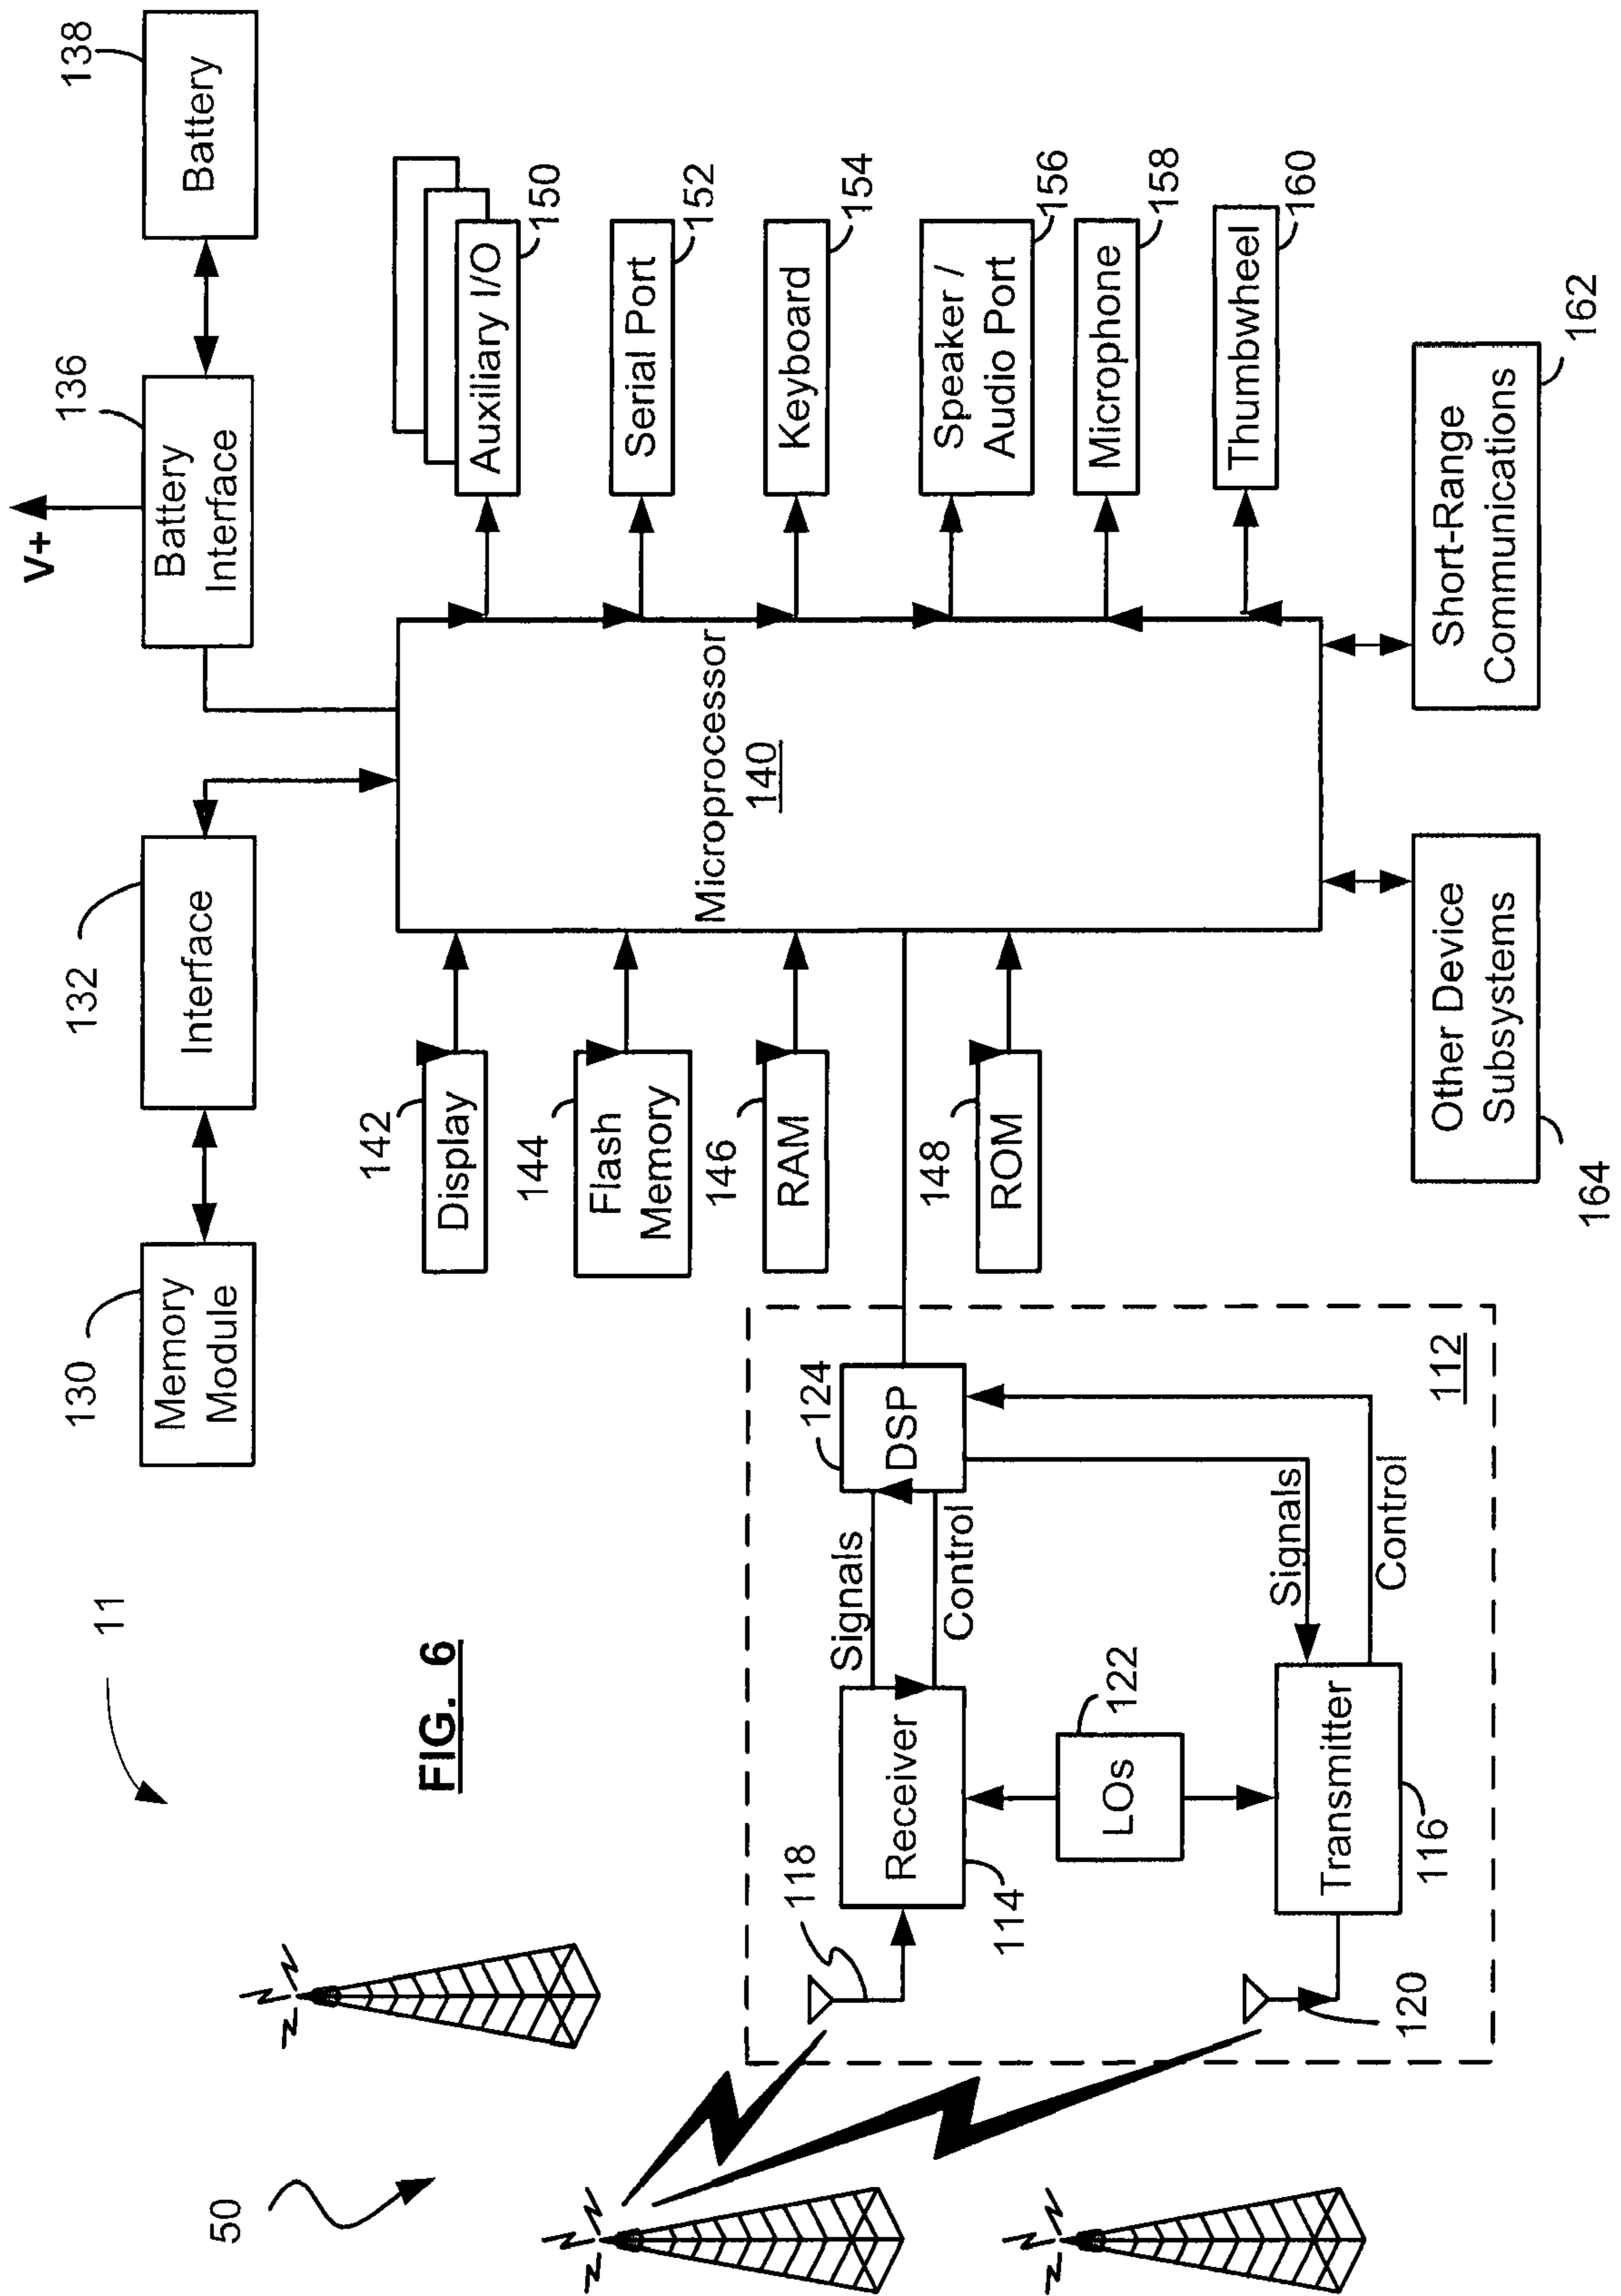 11
50
FIG. 6
V+
130
Memory
Module
132
Interface
136
Battery
Interface
138
Battery
142
Display
144
Flash
Memory
146
RAM
148
ROM
Microprocessor
140
Auxiliary I/O
150
Serial Port
152
Keyboard
154
Speaker /
Audio Port
156
Microphone
158
Thumbwheel
160
118
Receiver
114
Signals
Control
124
DSP
122
LOs
Signals
Control
Transmitter
116
120
112
Other Device
Subsystems
164
Short-Range
Communications
162